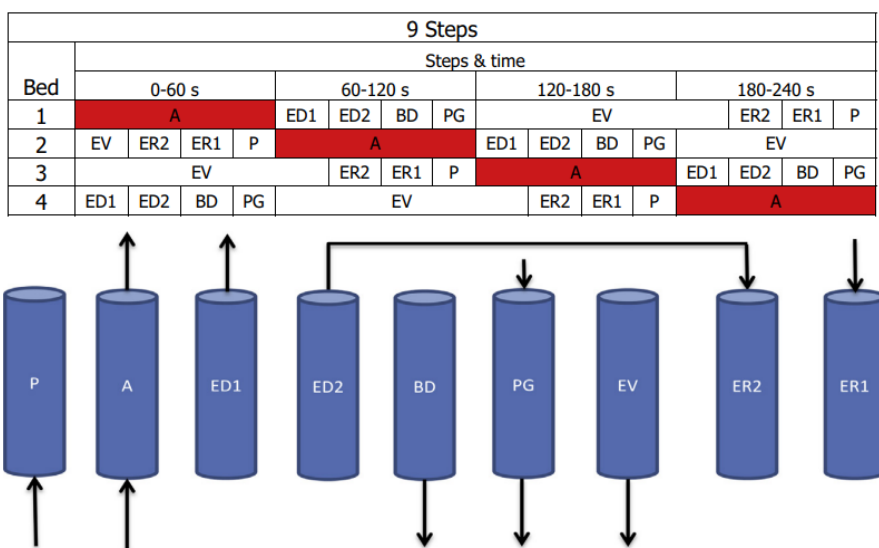 9 Steps
Steps & time
Bed 0-60 s 60-120 s 120-180 s 180-240 s
1 A ED1 ED2 BD PG EV ER2 ER1 P
2 EV ER2 ER1 P A ED1 ED2 BD PG EV
3 EV ER2 ER1 P A ED1 ED2 BD PG
4 ED1 ED2 BD PG EV ER2 ER1 P A
P A ED1 ED2 BD PG EV ER2 ER1